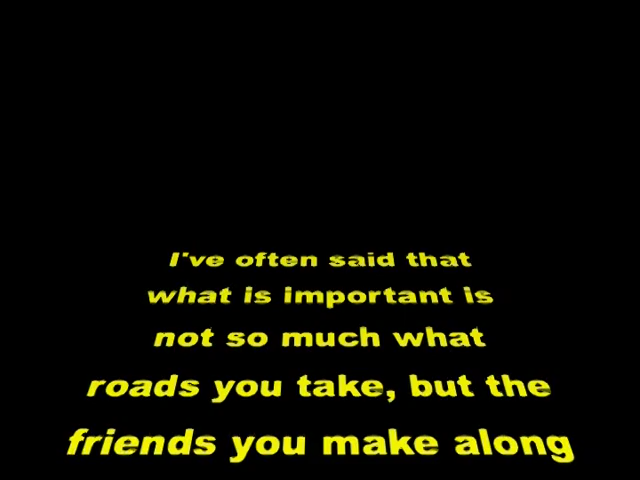 I've often said that
what is important is
not so much what
roads you take, but the
friends you make along